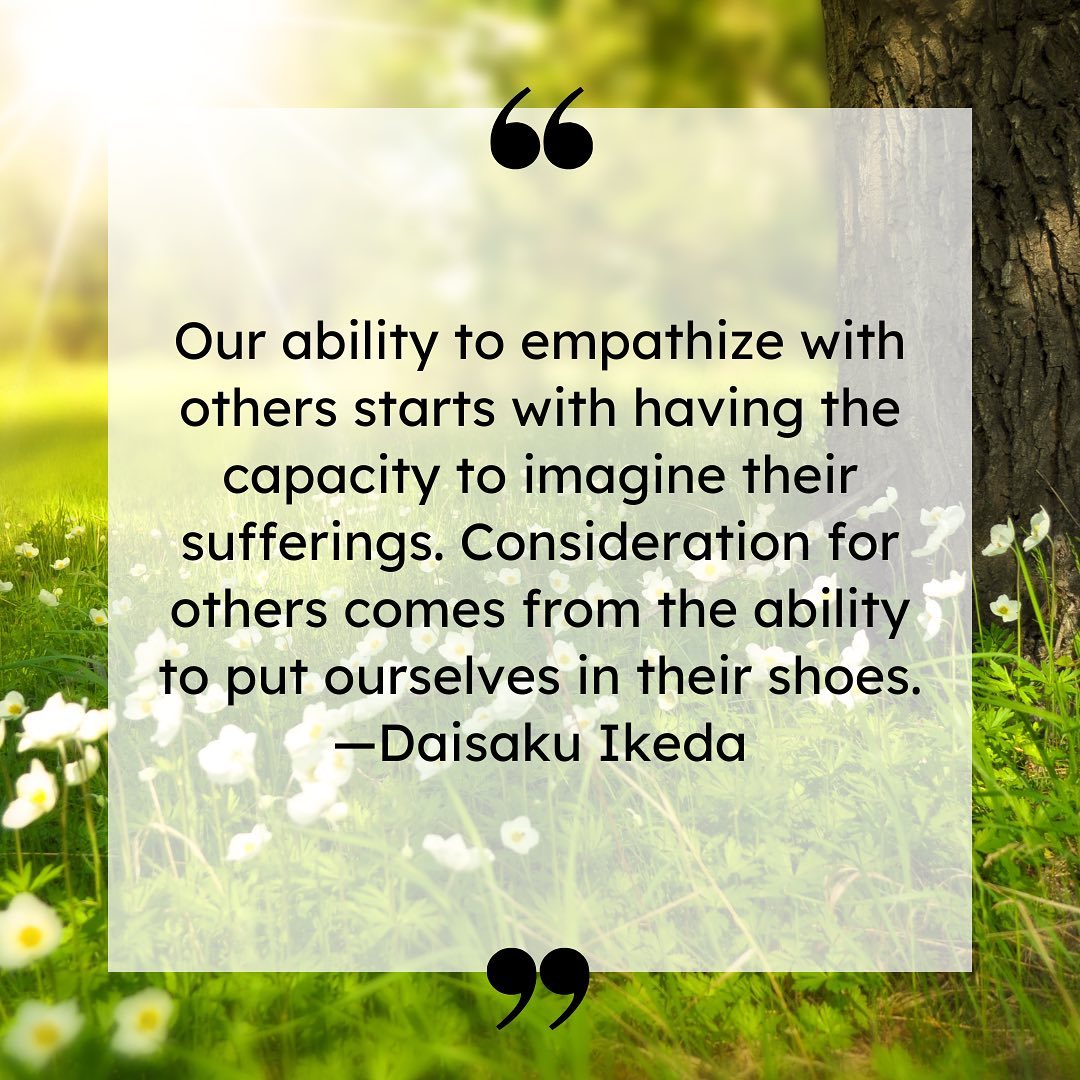 “
Our ability to empathize with
others starts with having the
capacity to imagine their
sufferings. Consideration for
others comes from the ability
to put ourselves in their shoes.
—Daisaku Ikeda
”